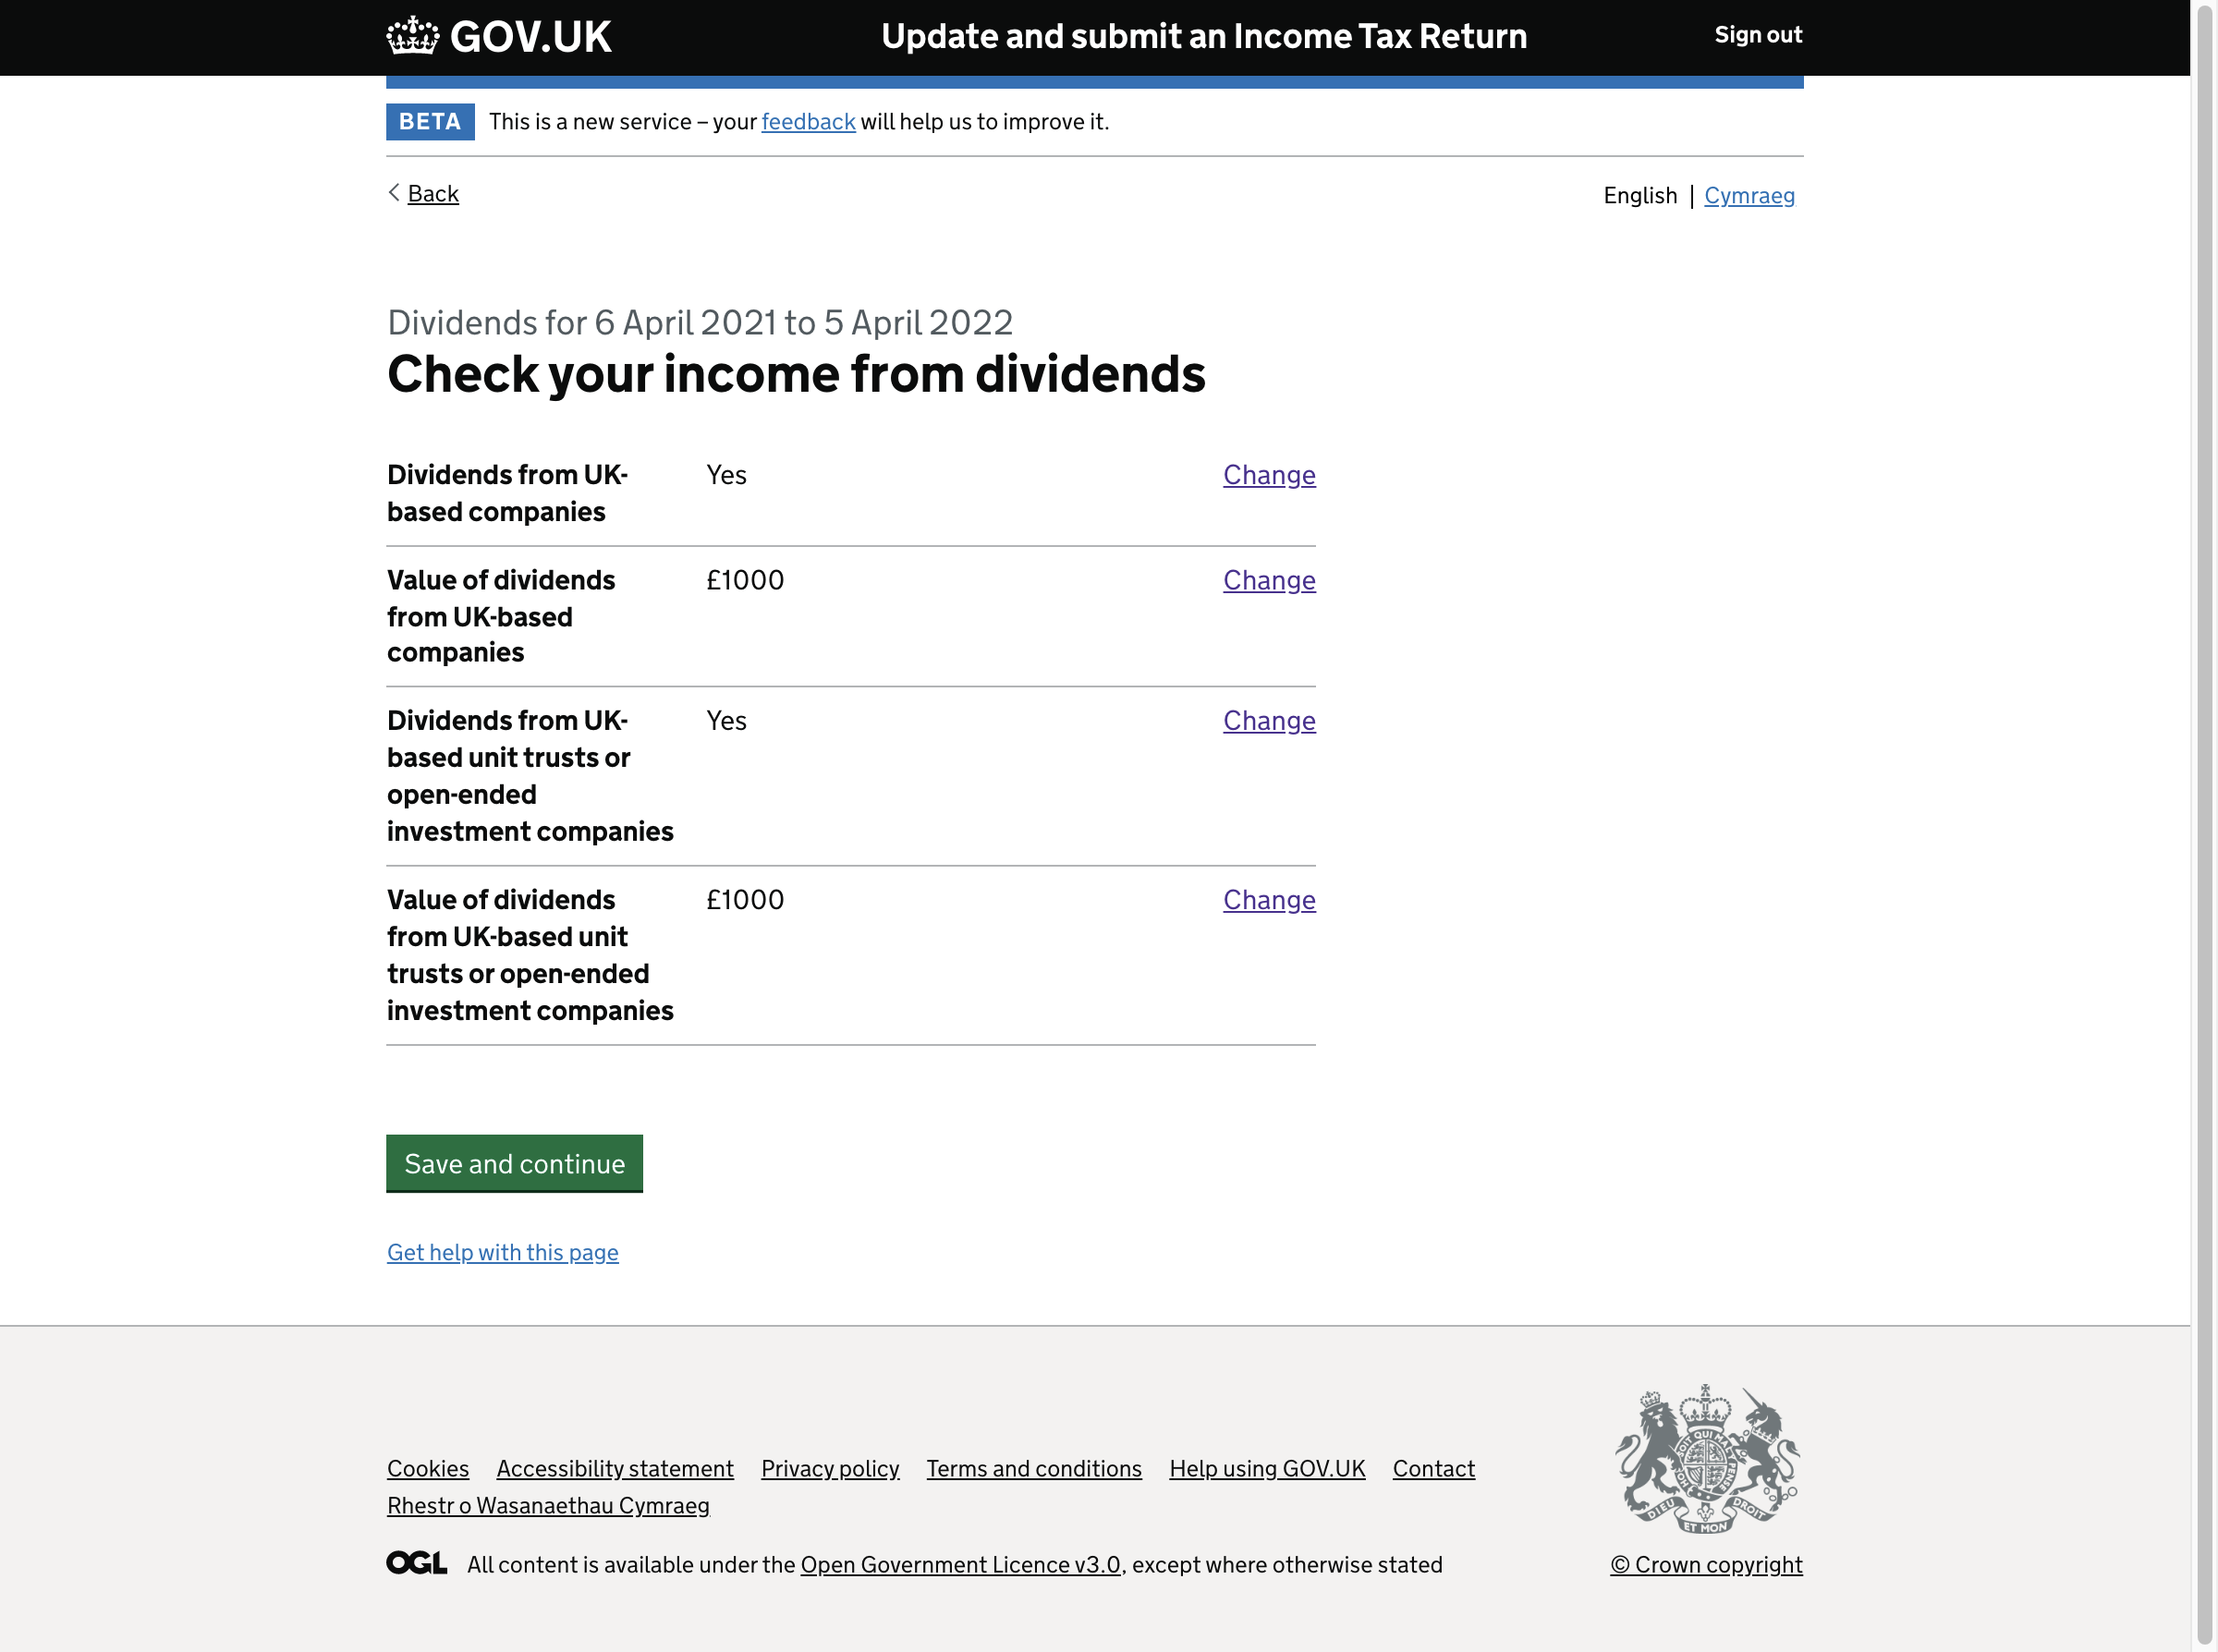 GOV.UK
Update and submit an Income Tax Return
Sign out
BETA This is a new service – your feedback will help us to improve it.
Back
English | Cymraeg
Dividends for 6 April 2021 to 5 April 2022
Check your income from dividends
Dividends from UK-
based companies
Yes
Change
Value of dividends
from UK-based
companies
£1000
Change
Dividends from UK-
based unit trusts or
open-ended
investment companies
Yes
Change
Value of dividends
from UK-based unit
trusts or open-ended
investment companies
£1000
Change
Save and continue
Get help with this page
Cookies Accessibility statement Privacy policy Terms and conditions Help using GOV.UK Contact
Rhestr o Wasanaethau Cymraeg
OGL All content is available under the Open Government Licence v3.0, except where otherwise stated
DIEU ET MON DROIT
© Crown copyright